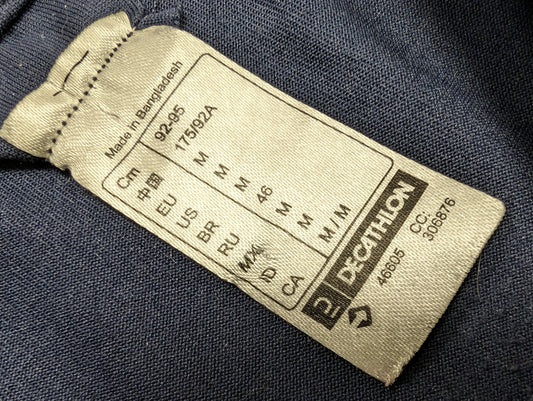 Made in Bangladesh
Cm 92-95
中国 175/92A
EU M
US M
BR M
RU 46
MX M
ID M
CA M/M
DECATHLON
46605
CC:
305876